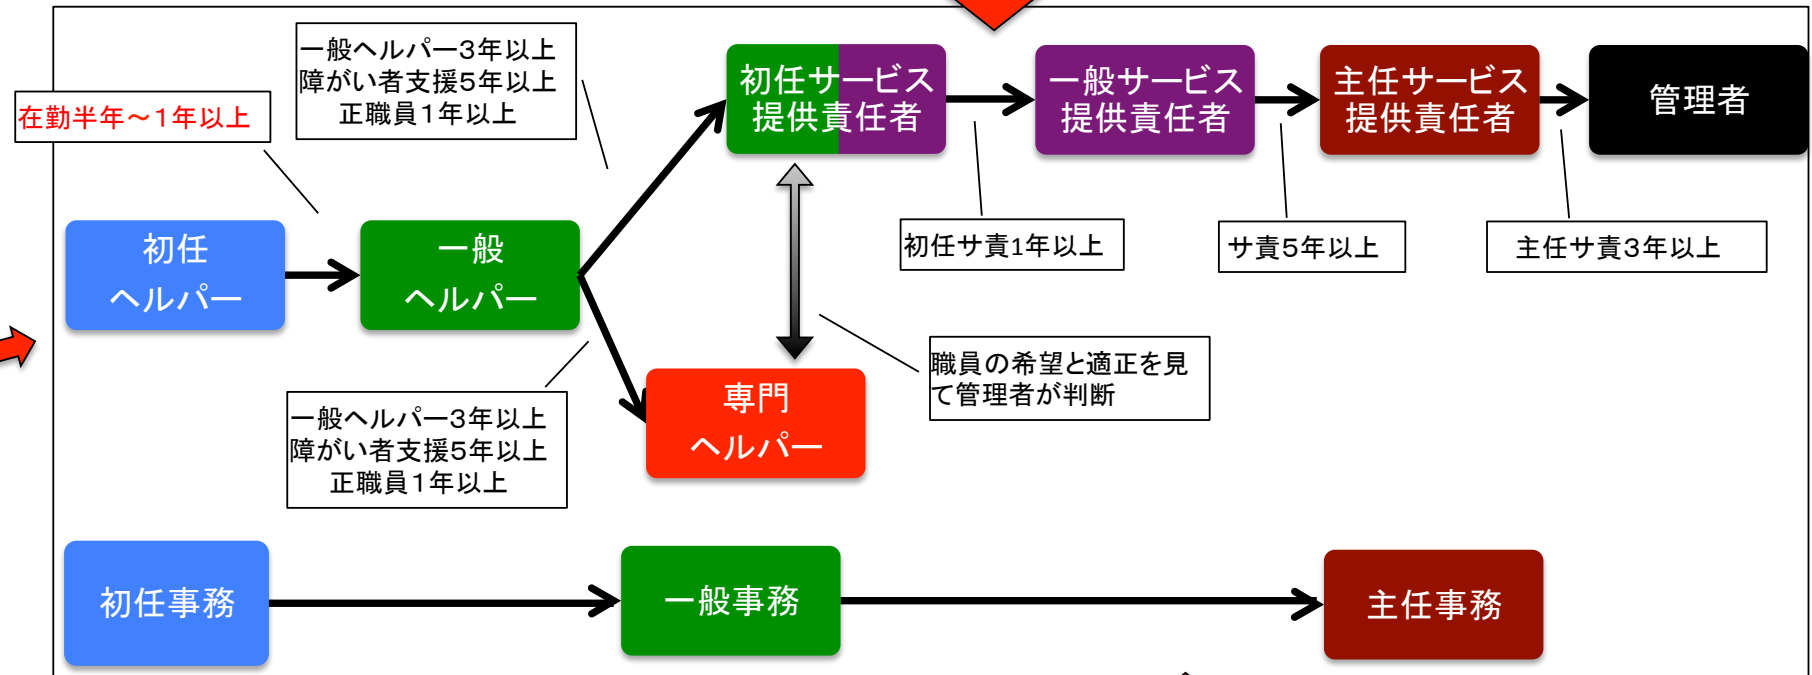 一般ヘルパー3年以上
障がい者支援5年以上
正職員1年以上
在勤半年～1年以上
初任サービス
提供責任者
一般サービス
提供責任者
主任サービス
提供責任者
管理者
初任
ヘルパー
一般
ヘルパー
初任サ責1年以上
サ責5年以上
主任サ責3年以上
職員の希望と適正を見
て管理者が判断
一般ヘルパー3年以上
障がい者支援5年以上
正職員1年以上
専門
ヘルパー
初任事務
一般事務
主任事務